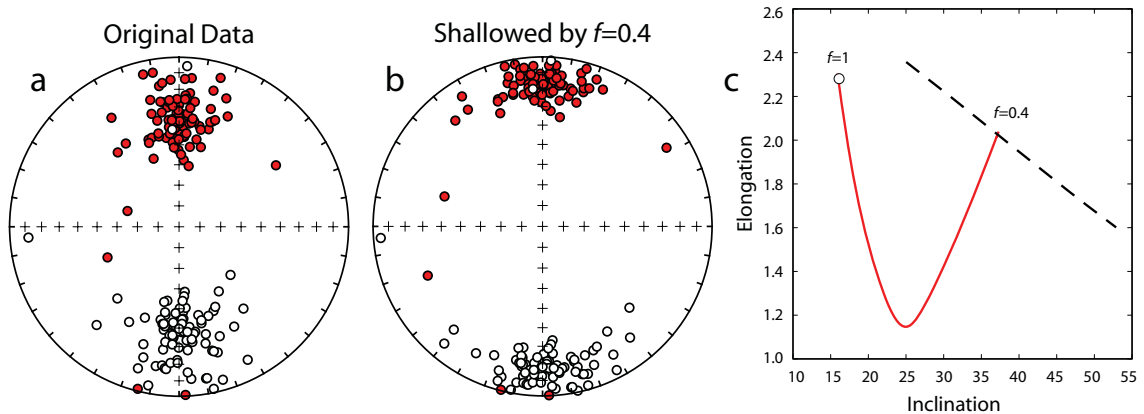 Original Data
a
Shallowed by f=0.4
b
c
2.6
2.4
2.2
2.0
1.8
1.6
1.4
1.2
1.0
Elongation
f=1
f=0.4
10 15 20 25 30 35 40 45 50 55
Inclination